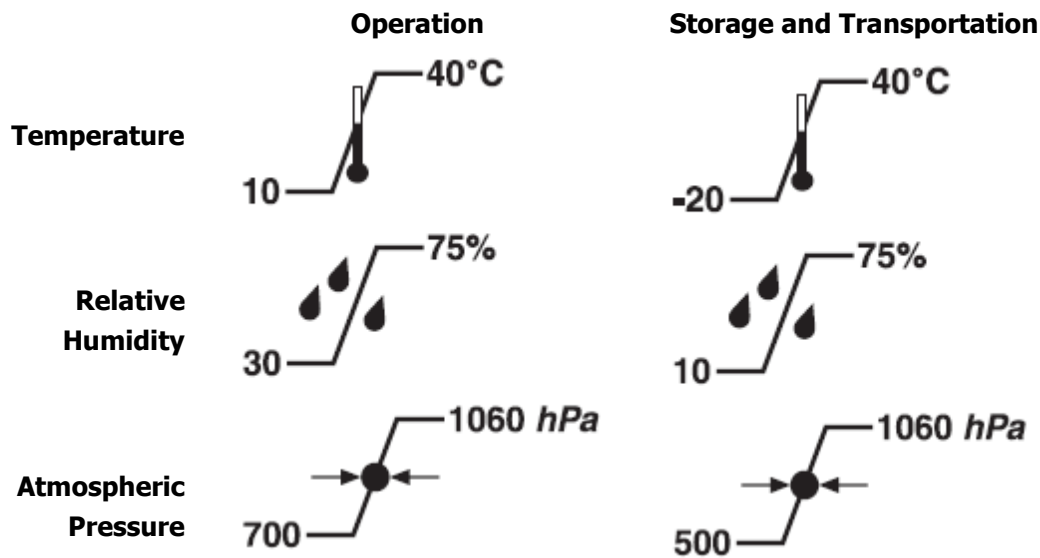 Operation
Storage and Transportation
Temperature
40°C
10
40°C
-20
Relative
Humidity
75%
30
75%
10
Atmospheric
Pressure
1060 hPa
700
1060 hPa
500